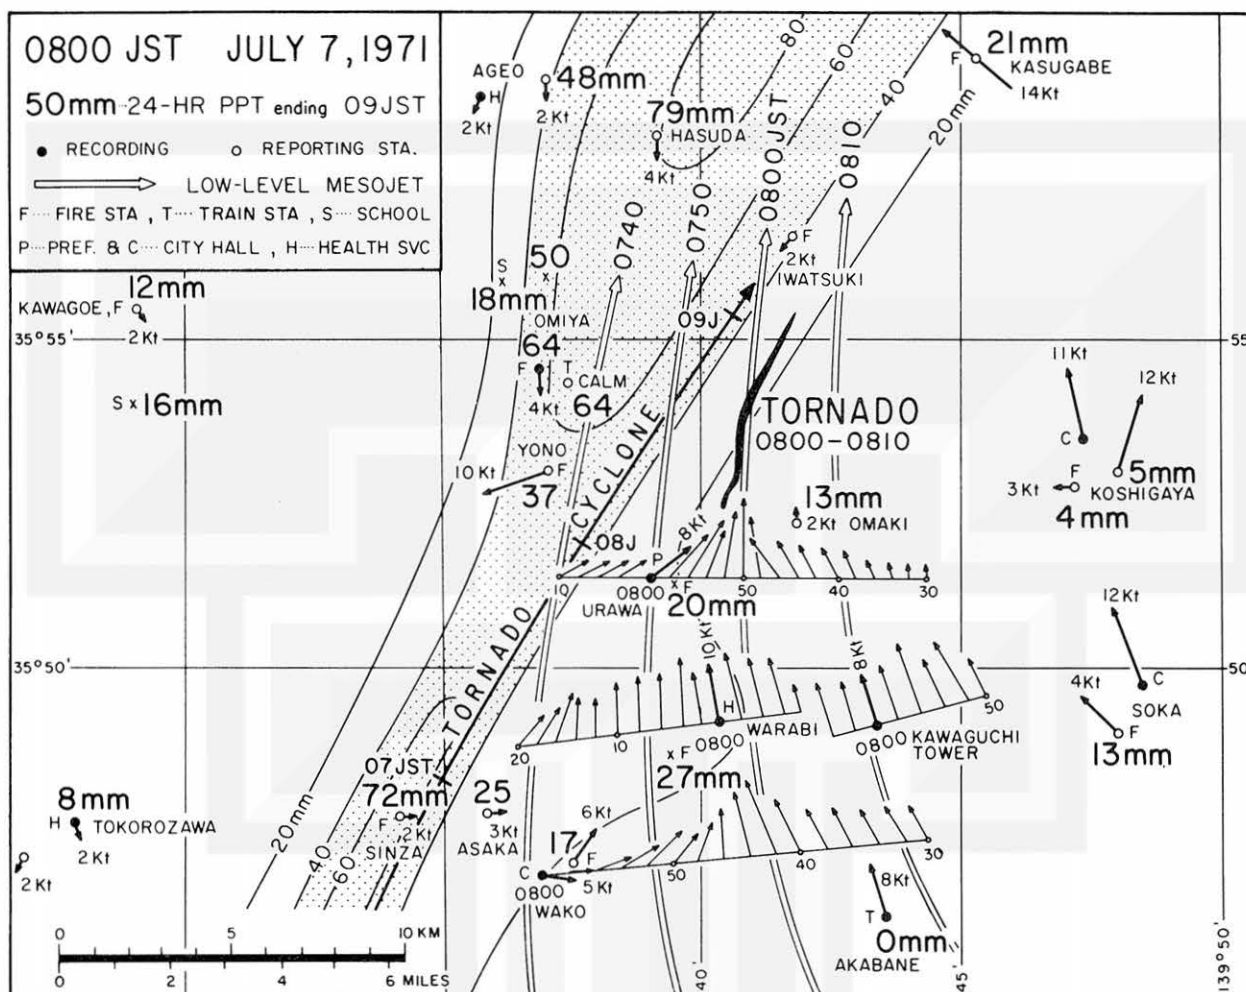 0800 JST JULY 7, 1971
50mm 24-HR PPT ending 09JST
● RECORDING ○ REPORTING STA.
LOW-LEVEL MESOJET
F···· FIRE STA , T···· TRAIN STA , S···· SCHOOL
P···PREF. & C···· CITY HALL , H···HEALTH SVC
AGEO
H
2Kt
48mm
2Kt
79mm
HASUDA
4Kt
80
60
40
20mm
21mm
F
KASUGABE
14Kt
0740
0750
0800JST
0810
F
2Kt
IWATSUKI
12mm
KAWAGOE, F
2Kt
S
50
18mm
OMIYA
09J
35°55'
55'
64
F
T
CALM
4Kt
64
S × 16mm
TORNADO
0800-0810
11Kt
12Kt
C
F
5mm
3Kt
KOSHIGAYA
4mm
YONO
10Kt
F
37
CYCLONE
08J
8Kt
13mm
2Kt OMAKI
P
0
0800
F
50
40
30
URAWA
20mm
12Kt
35°50'
50'
TORNADO
10Kt
8Kt
4Kt
C
SOKA
F
13mm
H
WARABI
50
20
10
0800
0800
KAWAGUCHI
TOWER
F
27mm
07JST
8mm
H
TOKOROZAWA
2Kt
2Kt
72mm
F
2Kt
SINZA
25
3Kt
ASAKA
6Kt
17
F
C
5Kt
0800
WAKO
50
40
30
8Kt
T
0mm
AKABANE
20mm
40
60
0 5 10 KM
0 2 4 6 MILES
40'
45'
139°50'